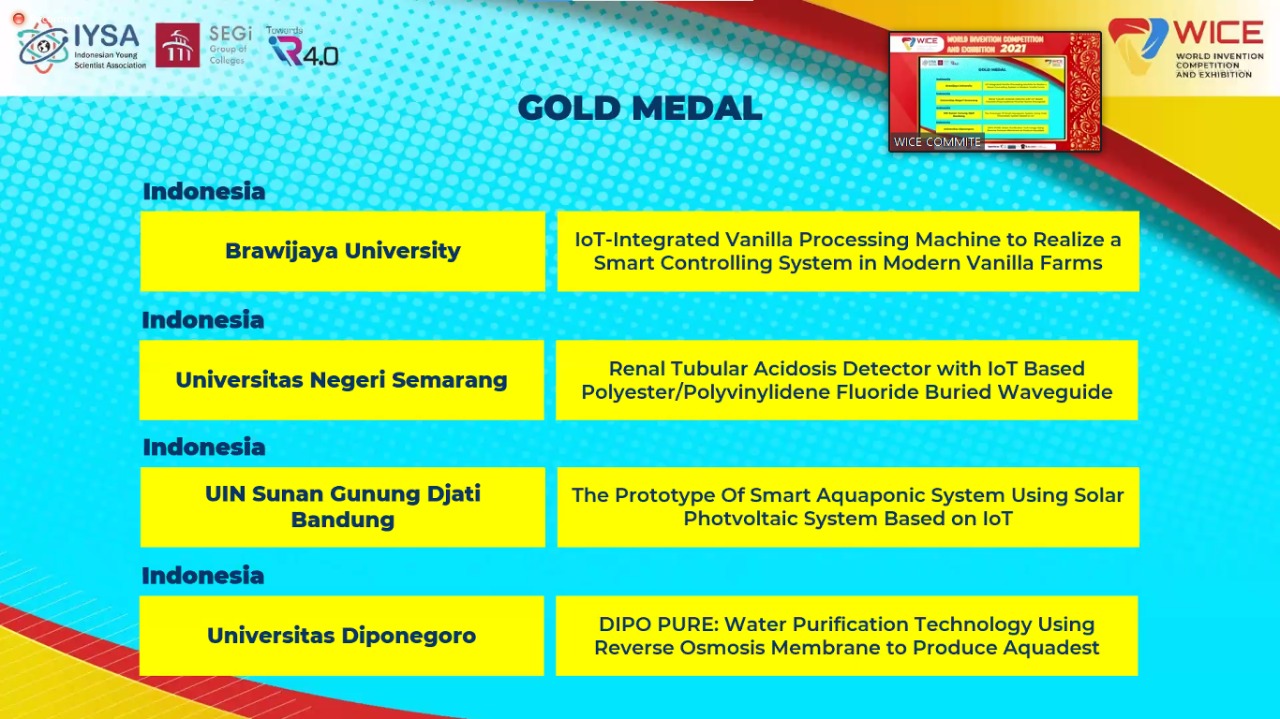 IYSA
Indonesian Young
Scientist Association
SEGi
Group of
Colleges
Towards
IR4.0
WICE
WORLD INVENTION COMPETITION
AND EXHIBITION 2021
GOLD MEDAL
WICE COMMITE
WICE
WORLD INVENTION
COMPETITION
AND EXHIBITION
GOLD MEDAL
Indonesia
Brawijaya University
IoT-Integrated Vanilla Processing Machine to Realize a
Smart Controlling System in Modern Vanilla Farms
Indonesia
Universitas Negeri Semarang
Renal Tubular Acidosis Detector with IoT Based
Polyester/Polyvinylidene Fluoride Buried Waveguide
Indonesia
UIN Sunan Gunung Djati
Bandung
The Prototype Of Smart Aquaponic System Using Solar
Photvoltaic System Based on IoT
Indonesia
Universitas Diponegoro
DIPO PURE: Water Purification Technology Using
Reverse Osmosis Membrane to Produce Aquadest